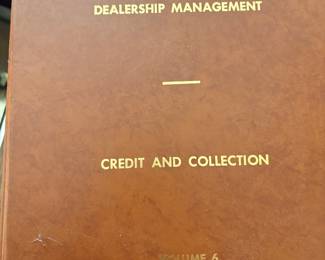 DEALERSHIP MANAGEMENT
CREDIT AND COLLECTION
VOLUME 6